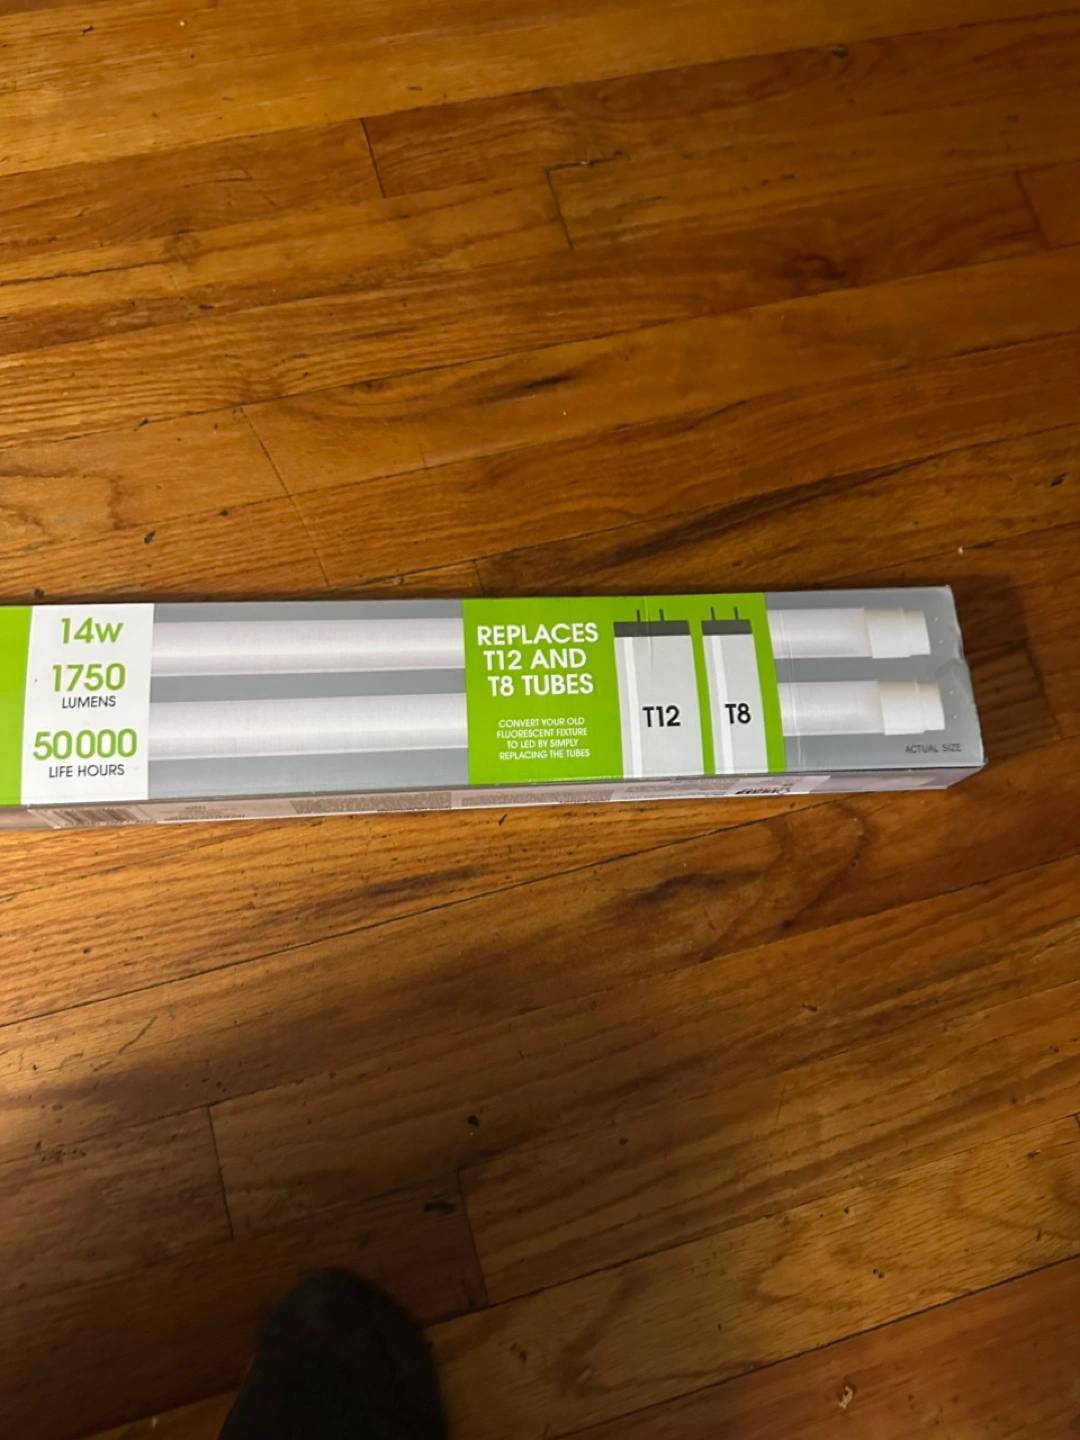 14w
1750
LUMENS
50000
LIFE HOURS
REPLACES
T12 AND
T8 TUBES
CONVERT YOUR OLD
FLUORESCENT FIXTURE
TO LED BY SIMPLY
REPLACING THE TUBES
T12
T8
ACTUAL SIZE